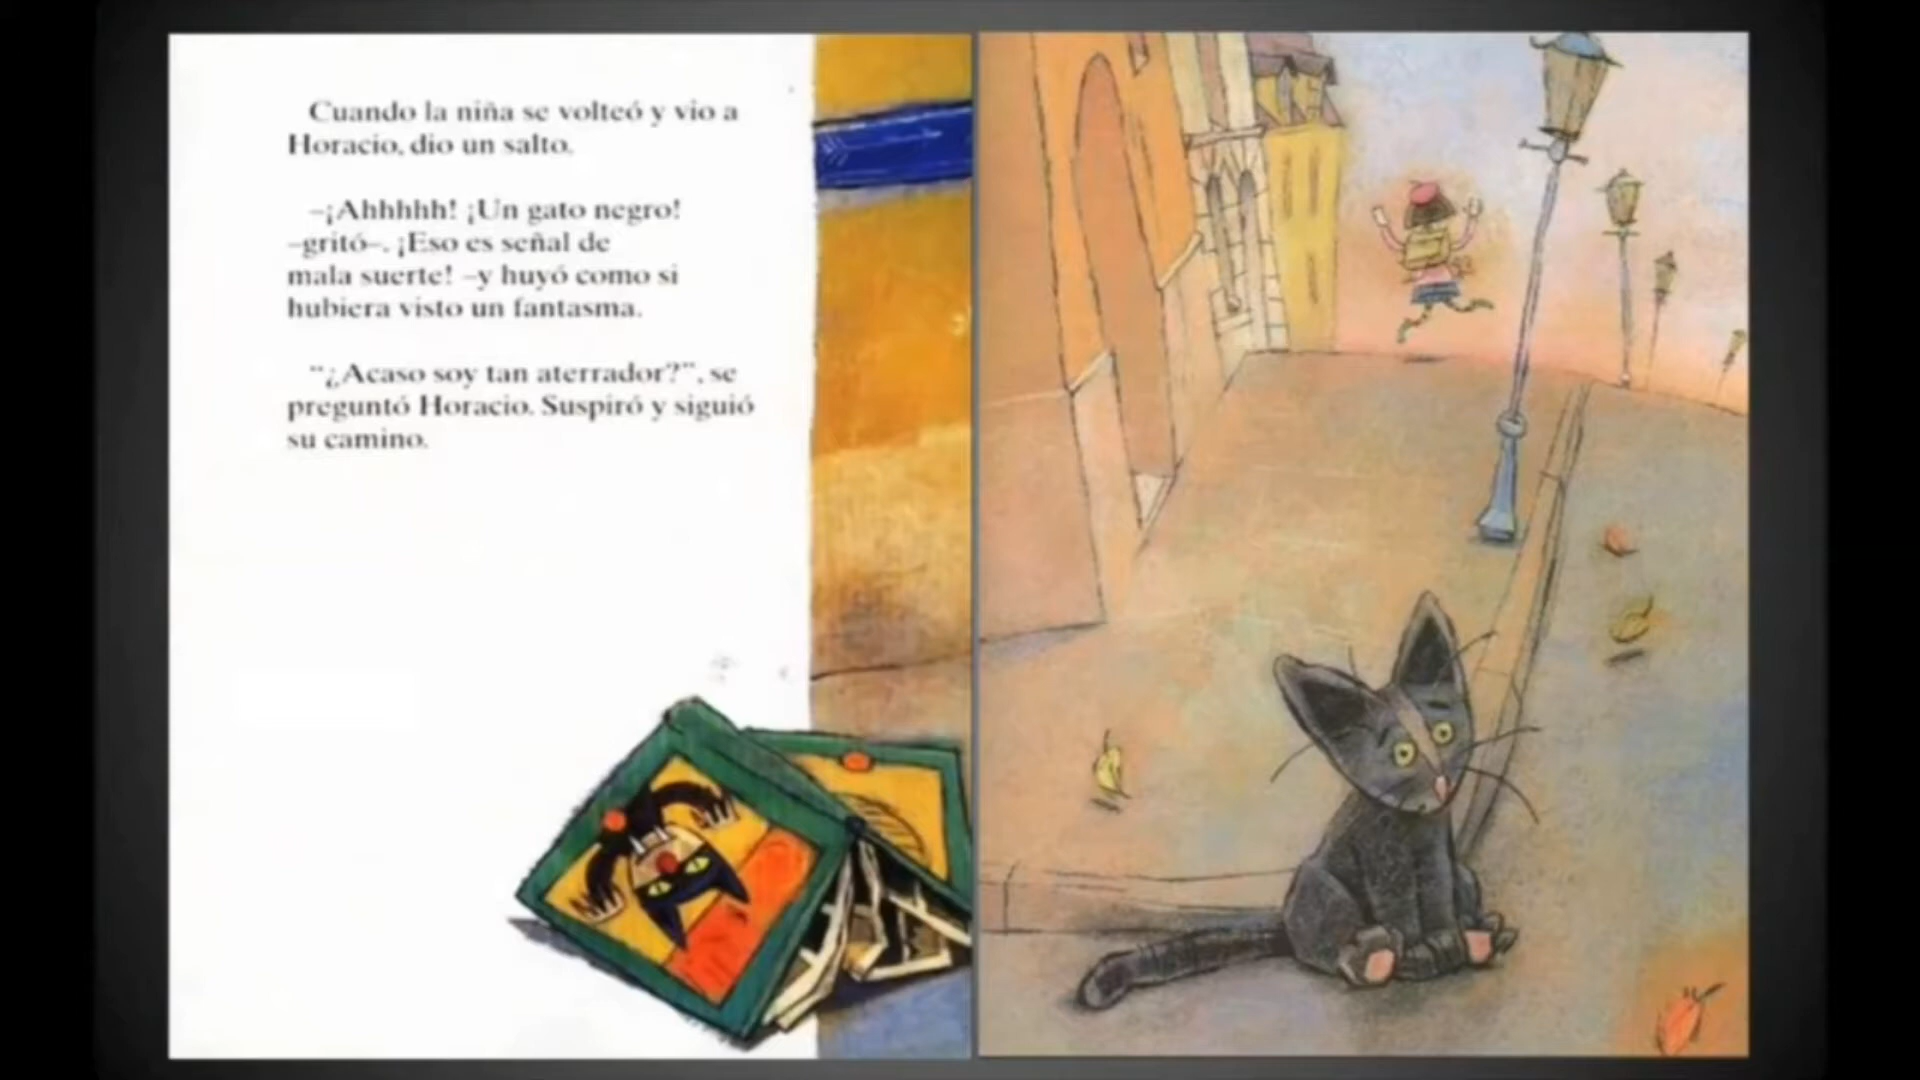 Cuando la niña se volteó y vio a
Horacio, dio un salto.
–¡Ahhhhh! ¡Un gato negro!
–gritó–. ¡Eso es señal de
mala suerte! –y huyó como si
hubiera visto un fantasma.
“¿Acaso soy tan aterrador?”, se
preguntó Horacio. Suspiró y siguió
su camino.